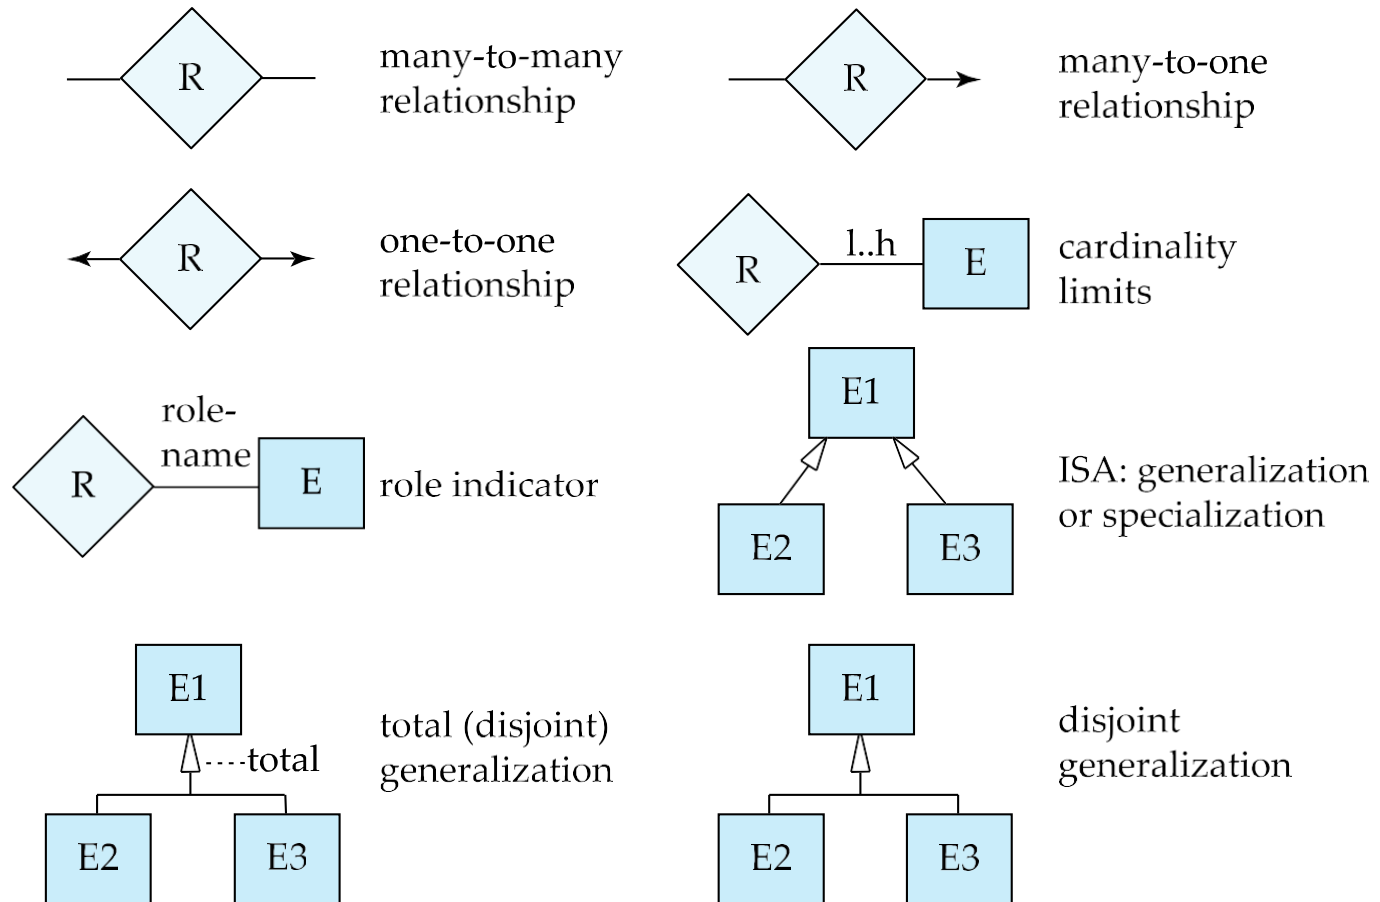 R
many-to-many
relationship
R
many-to-one
relationship
R
one-to-one
relationship
R
l..h
E
cardinality
limits
R
role-
name
E
role indicator
E1
E2
E3
ISA: generalization
or specialization
E1
total
E2
E3
total (disjoint)
generalization
E1
E2
E3
disjoint
generalization